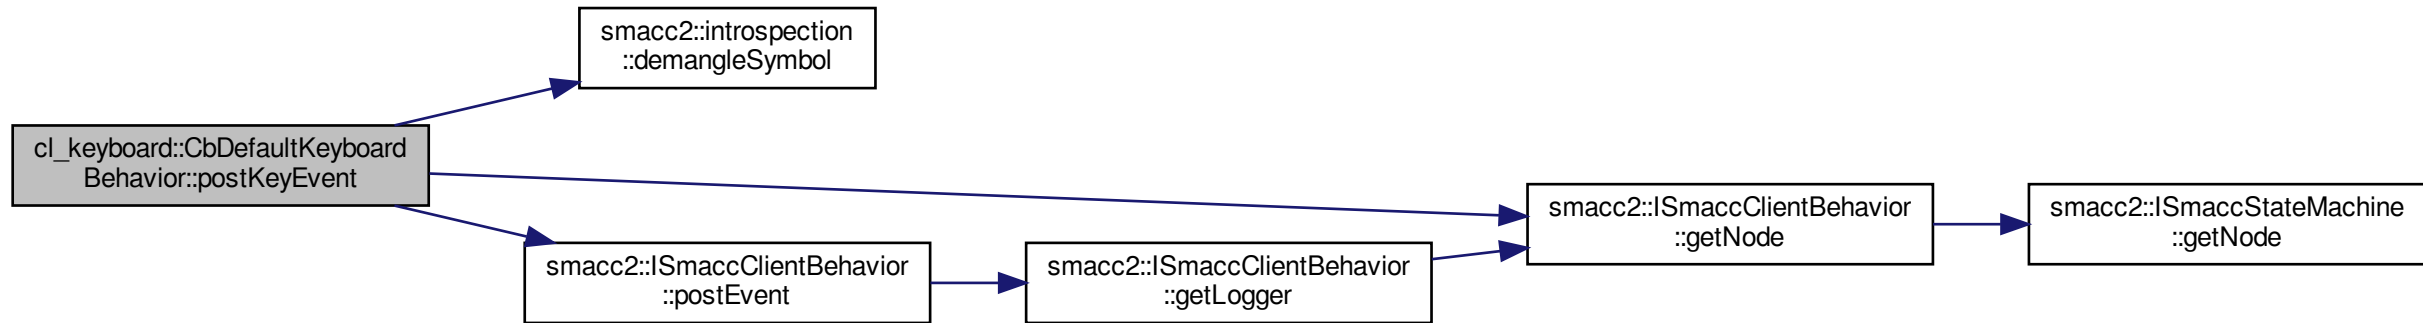 smacc2::introspection
::demangleSymbol
cl_keyboard::CbDefaultKeyboard
Behavior::postKeyEvent
smacc2::ISmaccClientBehavior
::postEvent
smacc2::ISmaccClientBehavior
::getLogger
smacc2::ISmaccClientBehavior
::getNode
smacc2::ISmaccStateMachine
::getNode